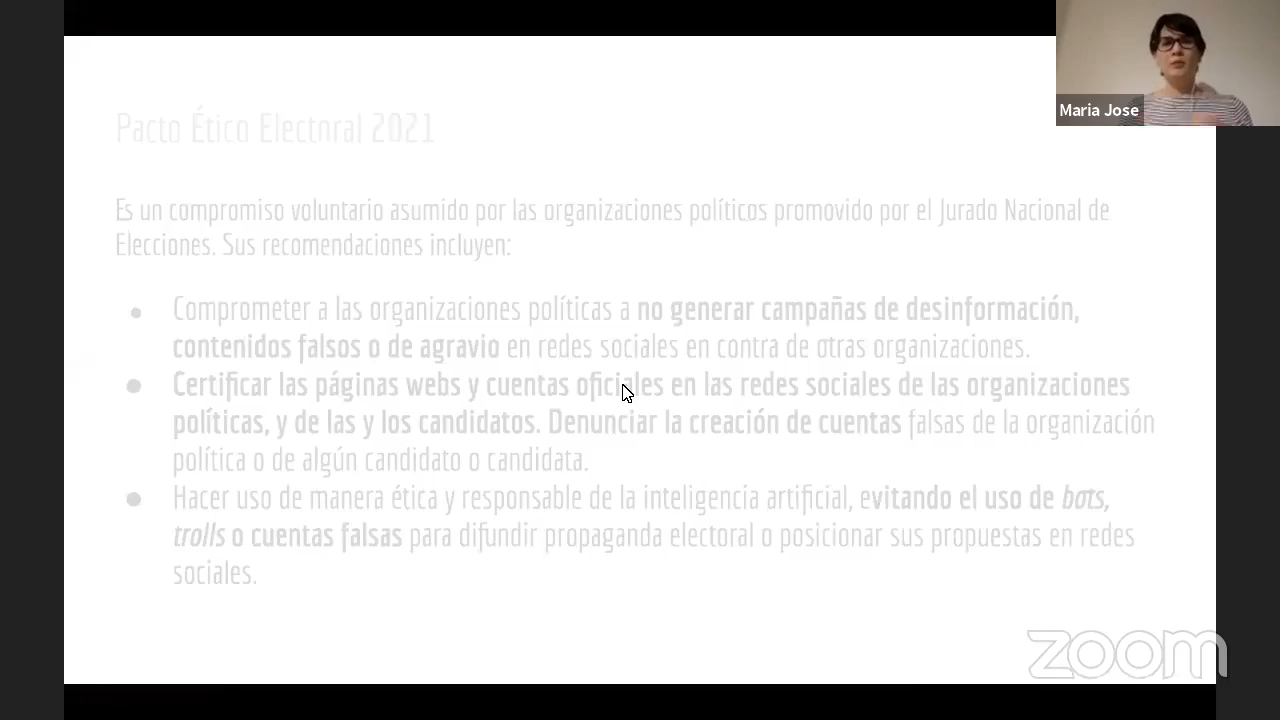 Maria Jose
Pacto Ético Electoral 2021
Es un compromiso voluntario asumido por las organizaciones políticos promovido por el Jurado Nacional de
Elecciones. Sus recomendaciones incluyen:
● Comprometer a las organizaciones políticas a no generar campañas de desinformación,
contenidos falsos o de agravio en redes sociales en contra de otras organizaciones.
● Certificar las páginas webs y cuentas oficiales en las redes sociales de las organizaciones
políticas, y de las y los candidatos. Denunciar la creación de cuentas falsas de la organización
política o de algún candidato o candidata.
● Hacer uso de manera ética y responsable de la inteligencia artificial, evitando el uso de bots,
trolls o cuentas falsas para difundir propaganda electoral o posicionar sus propuestas en redes
sociales.
zoom